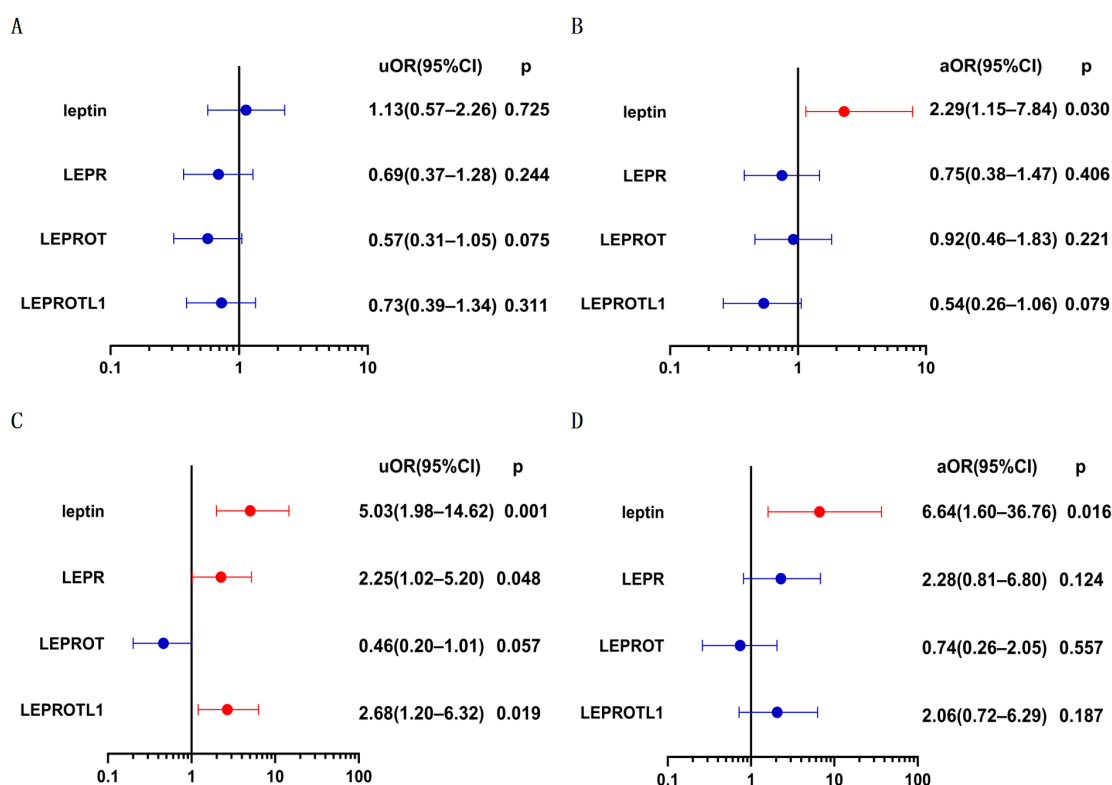 A
uOR(95%CI) p
leptin 1.13(0.57–2.26) 0.725
LEPR 0.69(0.37–1.28) 0.244
LEPROT 0.57(0.31–1.05) 0.075
LEPROTL1 0.73(0.39–1.34) 0.311
0.1 1 10
B
aOR(95%CI) p
leptin 2.29(1.15–7.84) 0.030
LEPR 0.75(0.38–1.47) 0.406
LEPROT 0.92(0.46–1.83) 0.221
LEPROTL1 0.54(0.26–1.06) 0.079
0.1 1 10
C
uOR(95%CI) p
leptin 5.03(1.98–14.62) 0.001
LEPR 2.25(1.02–5.20) 0.048
LEPROT 0.46(0.20–1.01) 0.057
LEPROTL1 2.68(1.20–6.32) 0.019
0.1 1 10 100
D
aOR(95%CI) p
leptin 6.64(1.60–36.76) 0.016
LEPR 2.28(0.81–6.80) 0.124
LEPROT 0.74(0.26–2.05) 0.557
LEPROTL1 2.06(0.72–6.29) 0.187
0.1 1 10 100